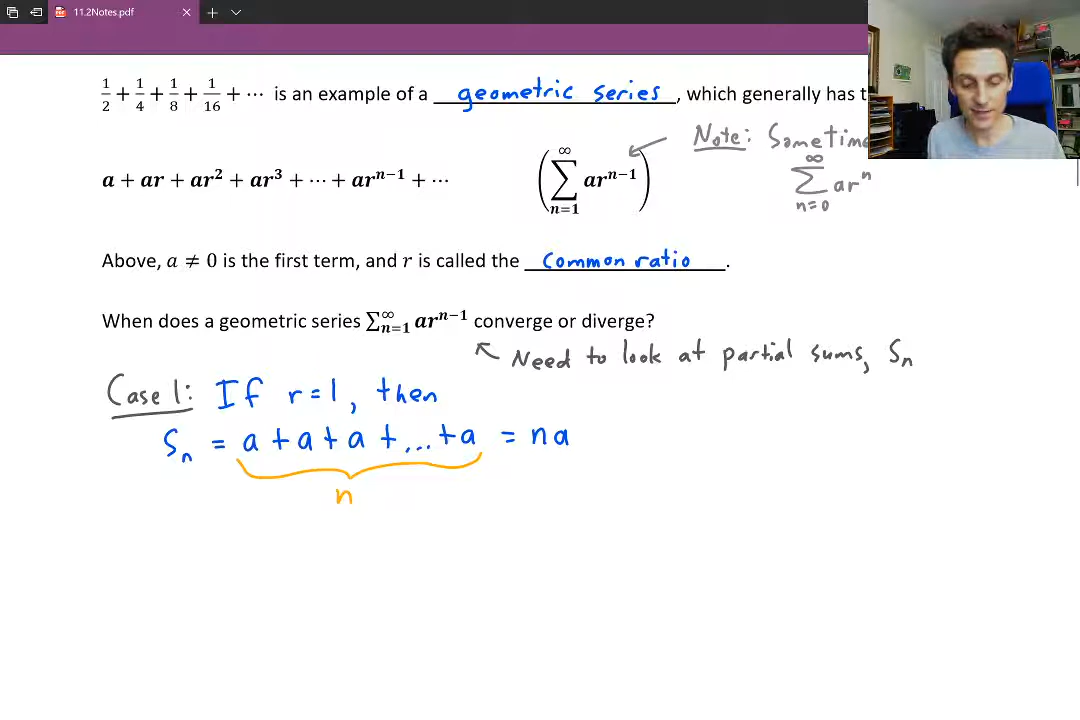 11.2Notes.pdf
1/2 + 1/4 + 1/8 + 1/16 + ⋯ is an example of a geometric series, which generally has t
Note: Sometime
a + ar + ar² + ar³ + ⋯ + arⁿ⁻¹ + ⋯ (∑_{n=1}^{∞} arⁿ⁻¹) ∑_{n=0}^{∞} arⁿ
Above, a ≠ 0 is the first term, and r is called the Common ratio.
When does a geometric series ∑_{n=1}^{∞} arⁿ⁻¹ converge or diverge?
Need to look at partial sums, Sₙ
Case 1: If r=1, then
Sₙ = a + a + a + ... + a = na
n